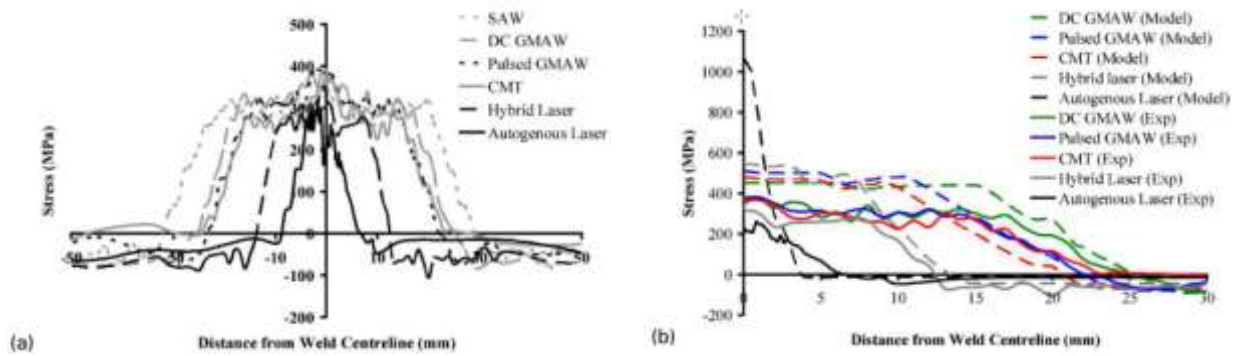 500
400
300
200
100
0
-100
-200
-50
-10
10
50
Stress (MPa)
Distance from Weld Centreline (mm)
SAW
DC GMAW
Pulsed GMAW
CMT
Hybrid Laser
Autogenous Laser
(a)
1200
1000
800
600
400
200
0
-200
0
5
10
15
20
25
30
Stress (MPa)
Distance from Weld Centreline (mm)
DC GMAW (Model)
Pulsed GMAW (Model)
CMT (Model)
Hybrid laser (Model)
Autogenous Laser (Model)
DC GMAW (Exp)
Pulsed GMAW (Exp)
CMT (Exp)
Hybrid Laser (Exp)
Autogenous Laser (Exp)
(b)